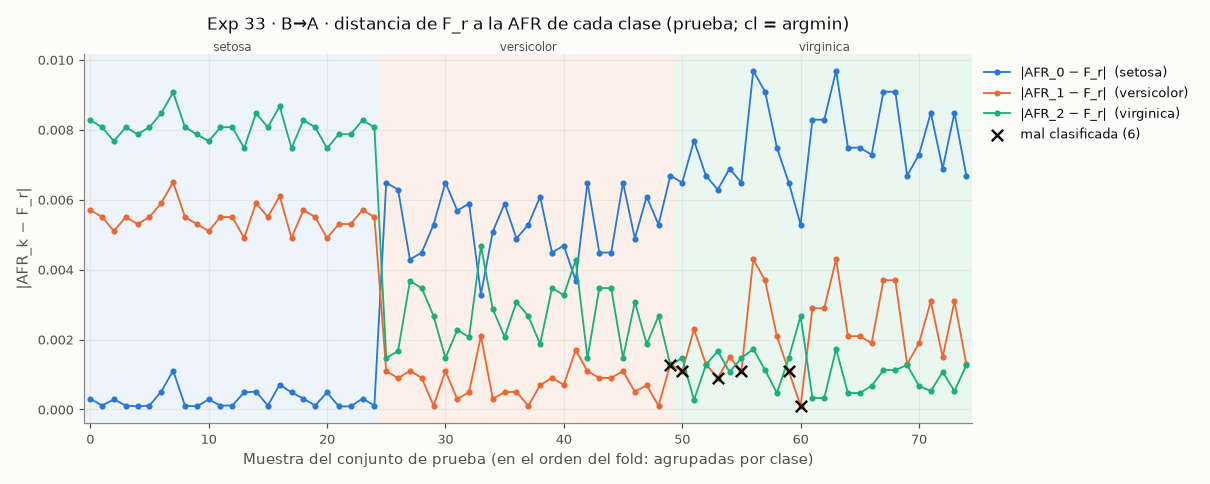 Exp 33 · B→A · distancia de F_r a la AFR de cada clase (prueba; cl = argmin)
setosa
versicolor
virginica
0.010
0.008
0.006
0.004
0.002
0.000
|AFR_k − F_r|
0
10
20
30
40
50
60
70
Muestra del conjunto de prueba (en el orden del fold: agrupadas por clase)
|AFR_0 − F_r| (setosa)
|AFR_1 − F_r| (versicolor)
|AFR_2 − F_r| (virginica)
mal clasificada (6)